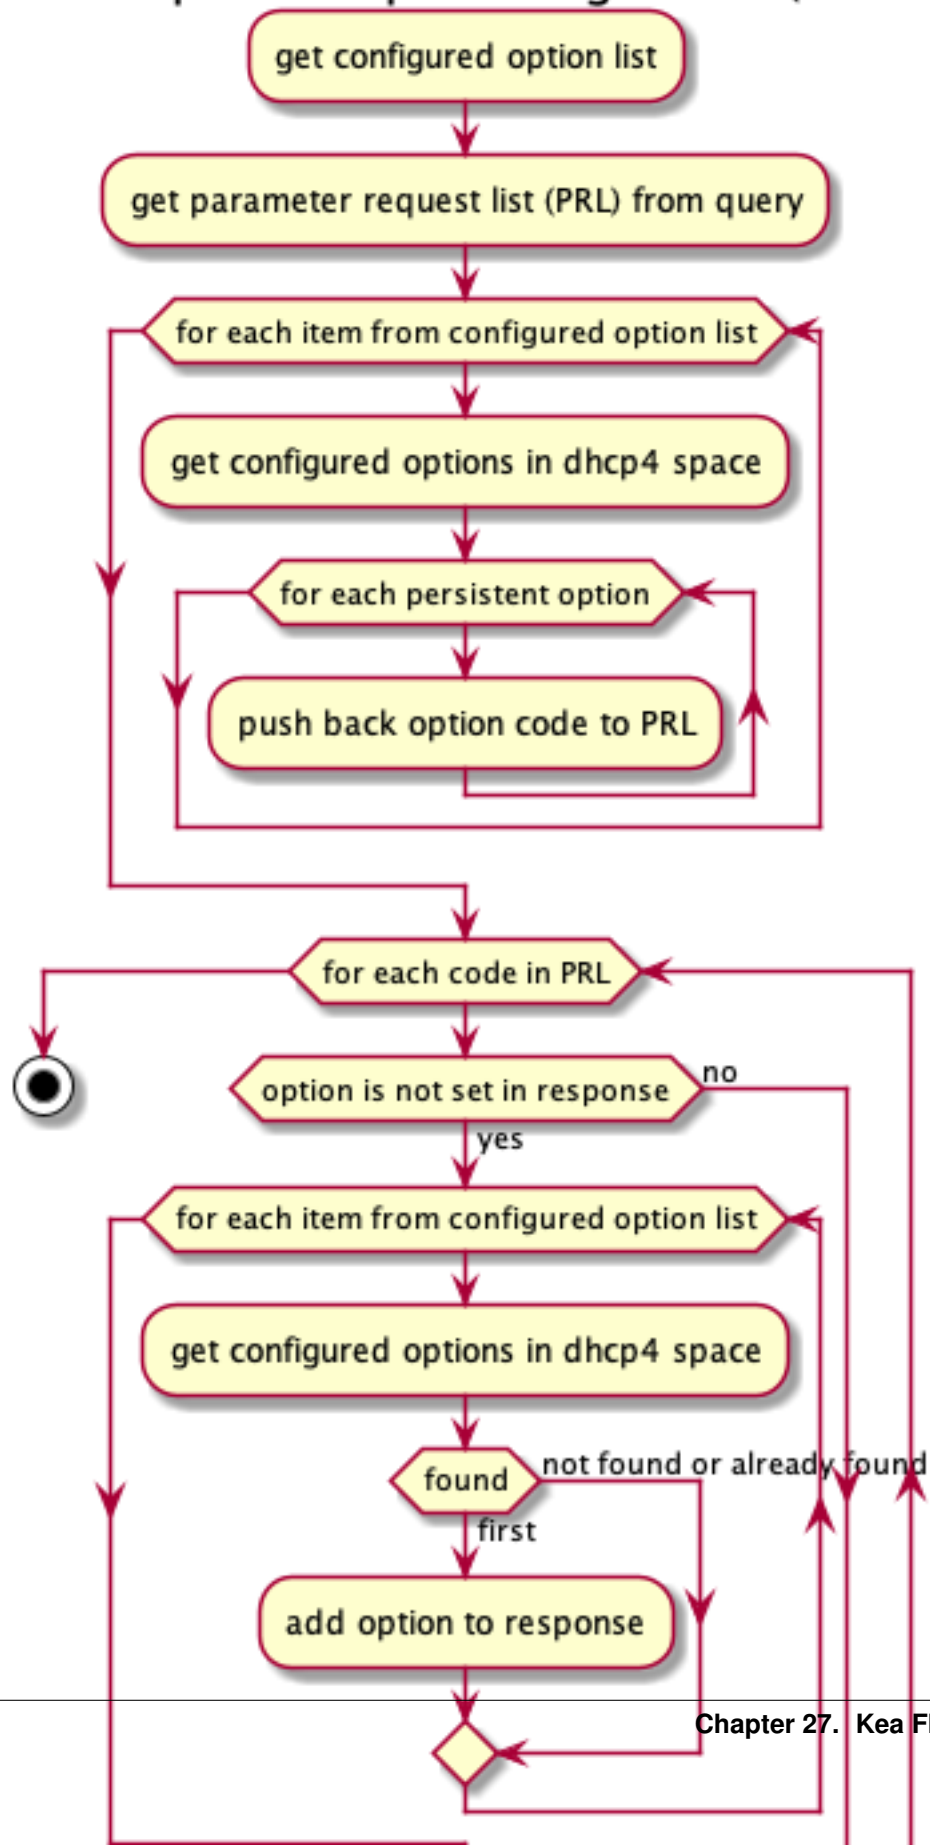 get configured option list
get parameter request list (PRL) from query
for each item from configured option list
get configured options in dhcp4 space
for each persistent option
push back option code to PRL
for each code in PRL
option is not set in response
no
yes
for each item from configured option list
get configured options in dhcp4 space
found
not found or already found
first
add option to response
Chapter 27. Kea